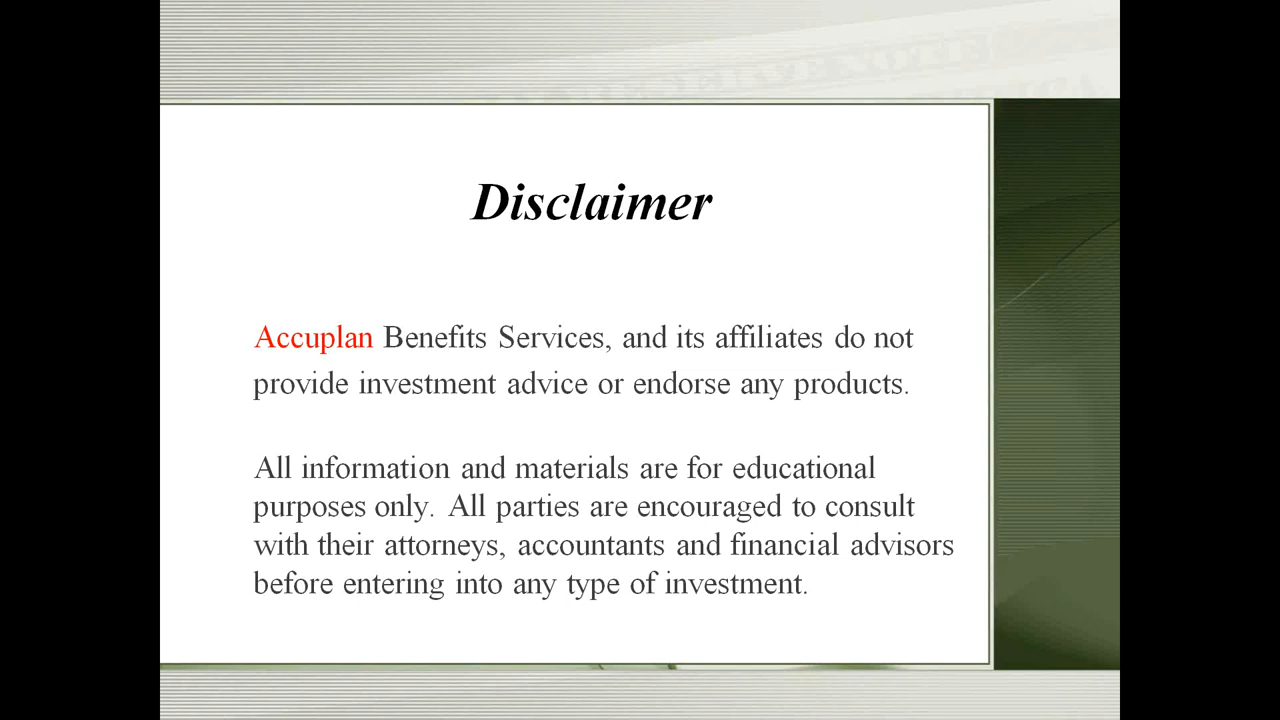 Disclaimer
Accuplan Benefits Services, and its affiliates do not
provide investment advice or endorse any products.
All information and materials are for educational
purposes only. All parties are encouraged to consult
with their attorneys, accountants and financial advisors
before entering into any type of investment.